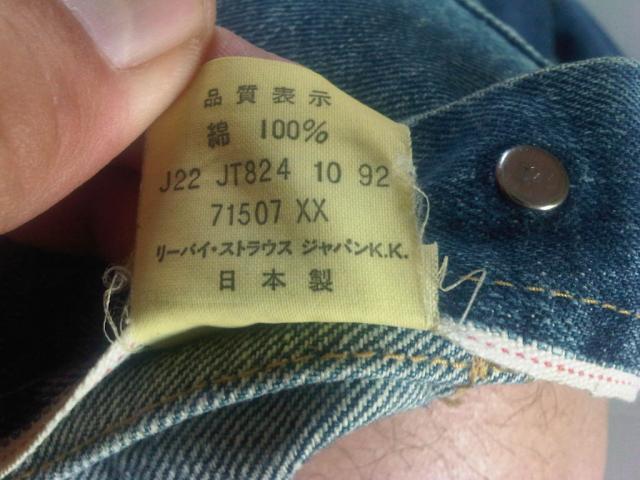 品質表示
綿 100%
J22 JT824 10 92
71507 XX
リーバイ・ストラウス ジャパンK.K.
日本製